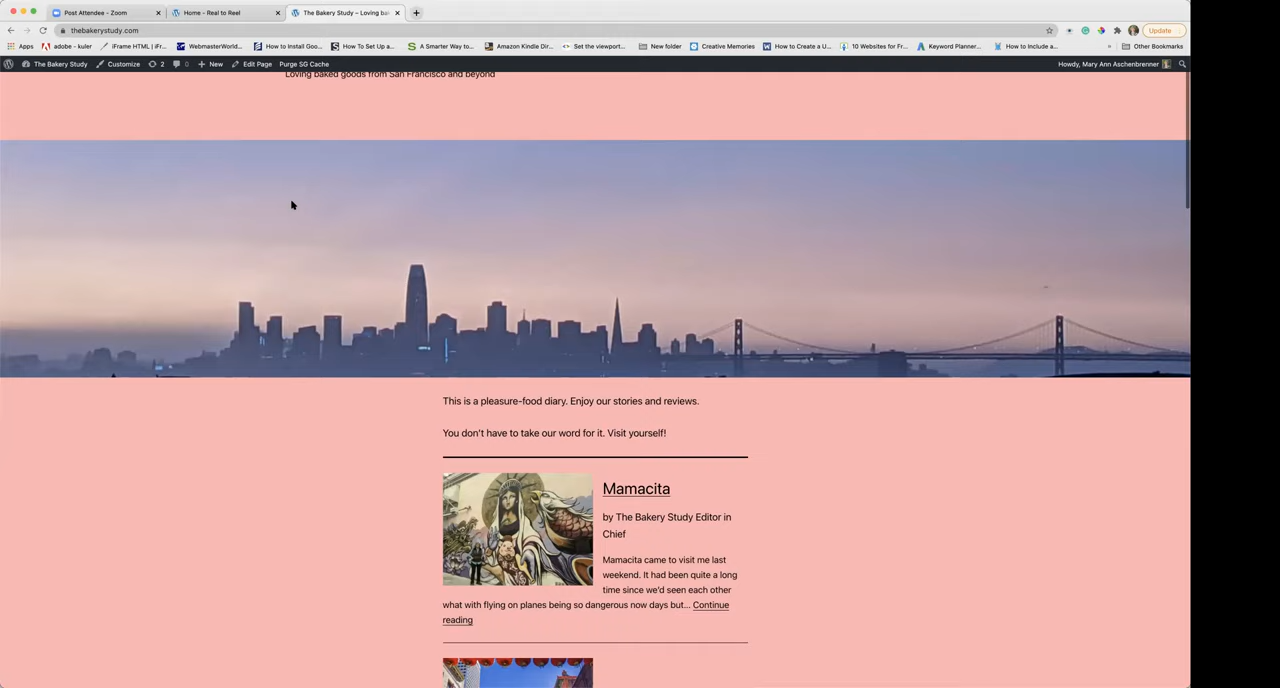 Post Attendee - Zoom
Home - Real to Reel
The Bakery Study – Loving ba
thebakerystudy.com
Update
Apps
adobe - kuler
iFrame HTML | iFr...
WebmasterWorld...
How to Install Goo...
How To Set Up a...
A Smarter Way to...
Amazon Kindle Dir...
Set the viewport...
New folder
Creative Memories
How to Create a U...
10 Websites for Fr...
Keyword Planner...
How to Include a...
»
Other Bookmarks
The Bakery Study
Customize
2
0
New
Edit Page
Purge SG Cache
Howdy, Mary Ann Aschenbrenner
Loving baked goods from San Francisco and beyond
This is a pleasure-food diary. Enjoy our stories and reviews.
You don't have to take our word for it. Visit yourself!
Mamacita
by The Bakery Study Editor in
Chief
Mamacita came to visit me last
weekend. It had been quite a long
time since we'd seen each other
what with flying on planes being so dangerous now days but... Continue
reading